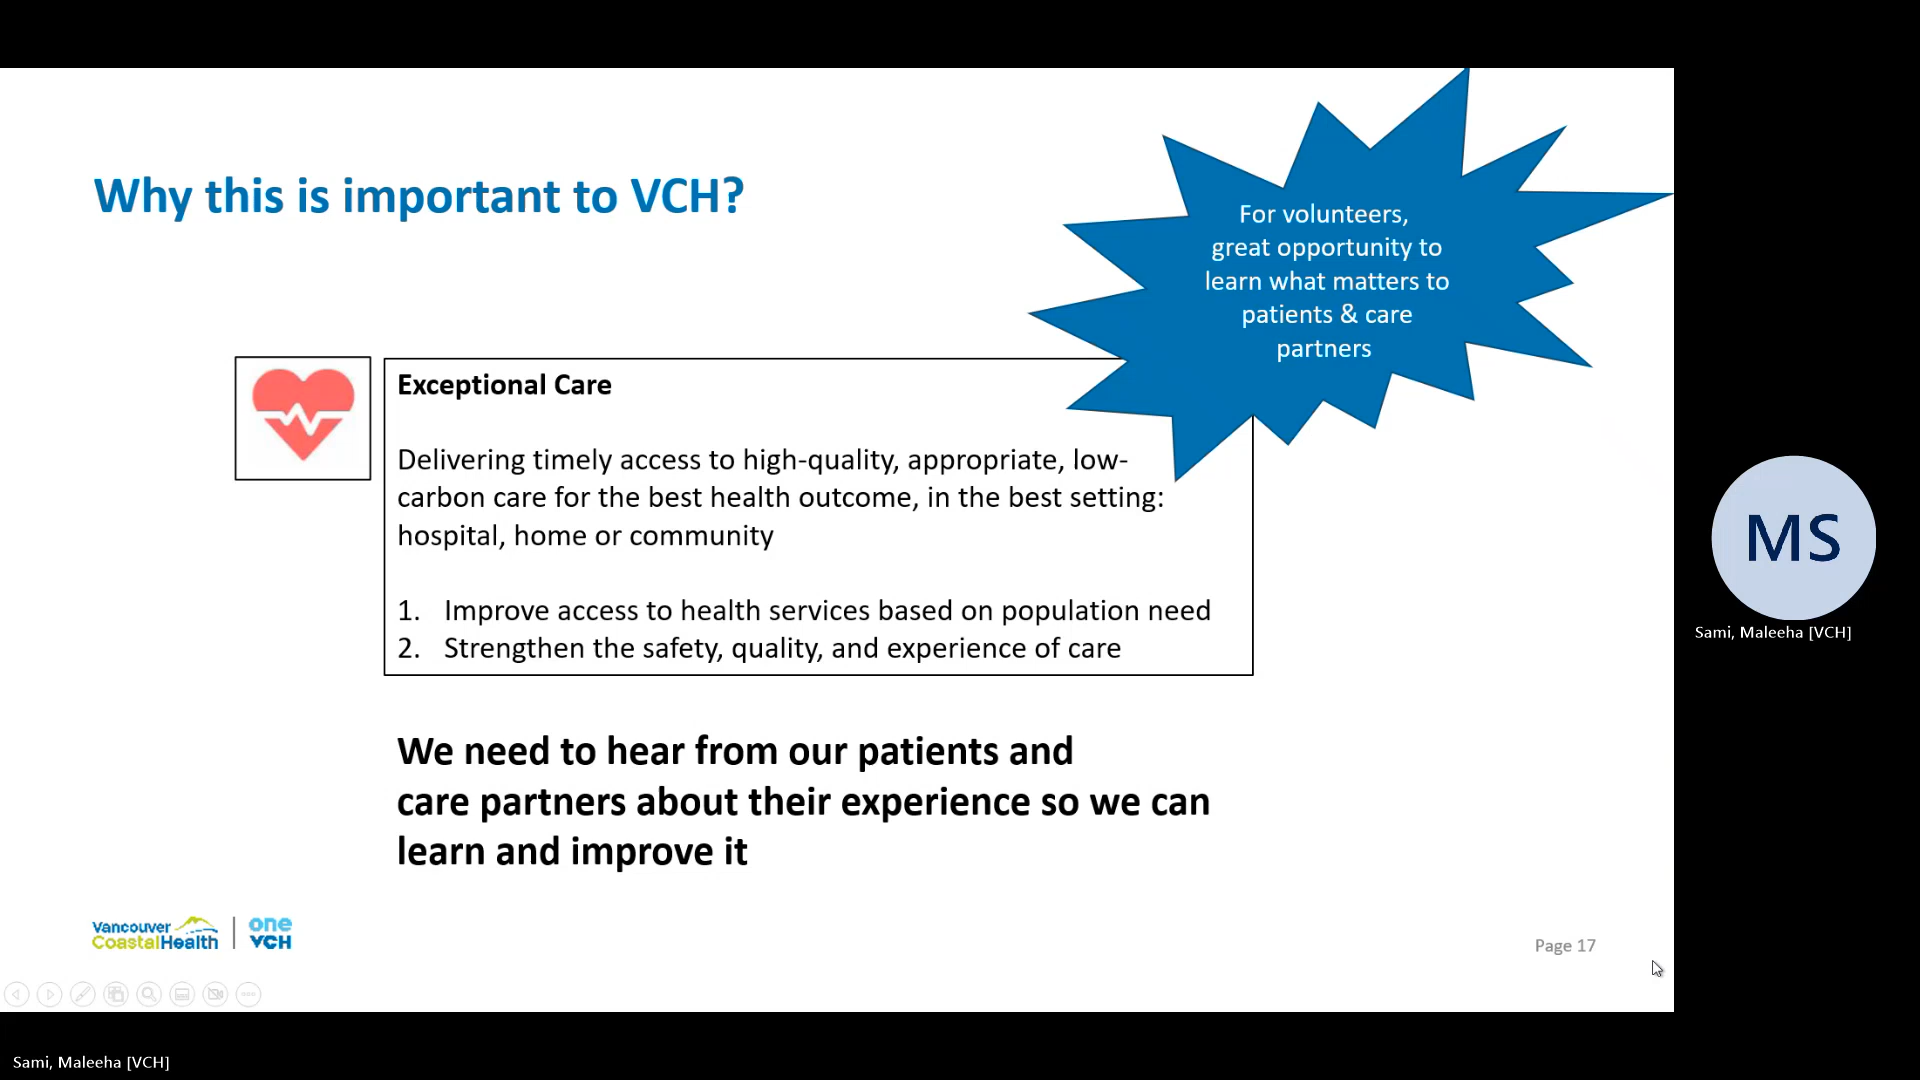 Why this is important to VCH?
For volunteers,
great opportunity to
learn what matters to
patients & care
partners
Exceptional Care
Delivering timely access to high-quality, appropriate, low-
carbon care for the best health outcome, in the best setting:
hospital, home or community
1. Improve access to health services based on population need
2. Strengthen the safety, quality, and experience of care
We need to hear from our patients and
care partners about their experience so we can
learn and improve it
Vancouver
CoastalHealth
one
VCH
Page 17
MS
Sami, Maleeha [VCH]
Sami, Maleeha [VCH]